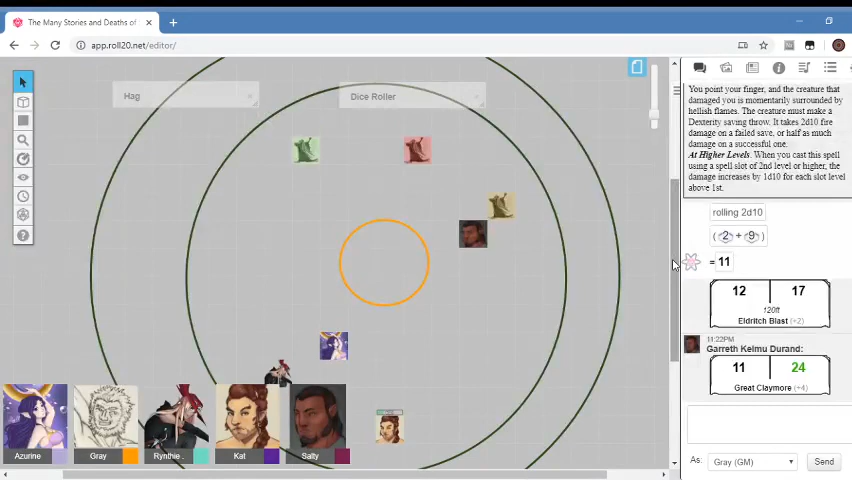 The Many Stories and Deaths of
app.roll20.net/editor/
Hag
Dice Roller
You point your finger, and the creature that
damaged you is momentarily surrounded by
hellish flames. The creature must make a
Dexterity saving throw. It takes 2d10 fire
damage on a failed save, or half as much
damage on a successful one.
At Higher Levels. When you cast this spell
using a spell slot of 2nd level or higher, the
damage increases by 1d10 for each slot level
above 1st.
rolling 2d10
( 2 + 9 )
= 11
12 17
120ft
Eldritch Blast (+2)
11:22PM
Garreth Kelmu Durand:
11 24
Great Claymore (+4)
Azurine
Gray
Rynthie .
Kat
Salty
As:
Gray (GM)
Send